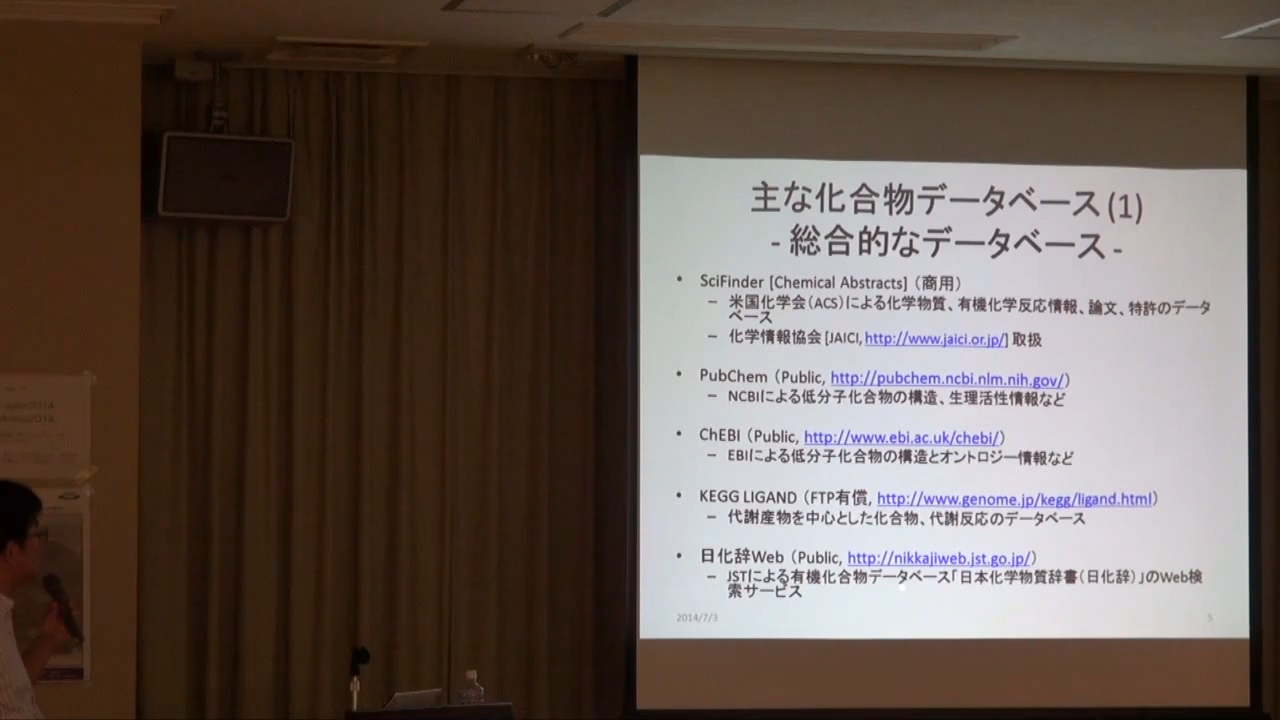 主な化合物データベース(1)
- 総合的なデータベース -
• SciFinder [Chemical Abstracts]（商用）
– 米国化学会（ACS）による化学物質、有機化学反応情報、論文、特許のデータ
ベース
– 化学情報協会 [JAICI, http://www.jaici.or.jp/] 取扱
• PubChem（Public, http://pubchem.ncbi.nlm.nih.gov/）
– NCBIによる低分子化合物の構造、生理活性情報など
• ChEBI（Public, http://www.ebi.ac.uk/chebi/）
– EBIによる低分子化合物の構造とオントロジー情報など
• KEGG LIGAND（FTP有償, http://www.genome.jp/kegg/ligand.html）
– 代謝産物を中心とした化合物、代謝反応のデータベース
• 日化辞Web（Public, http://nikkajiweb.jst.go.jp/）
– JSTによる有機化合物データベース「日本化学物質辞書（日化辞）」のWeb検
索サービス
2014/7/3
5